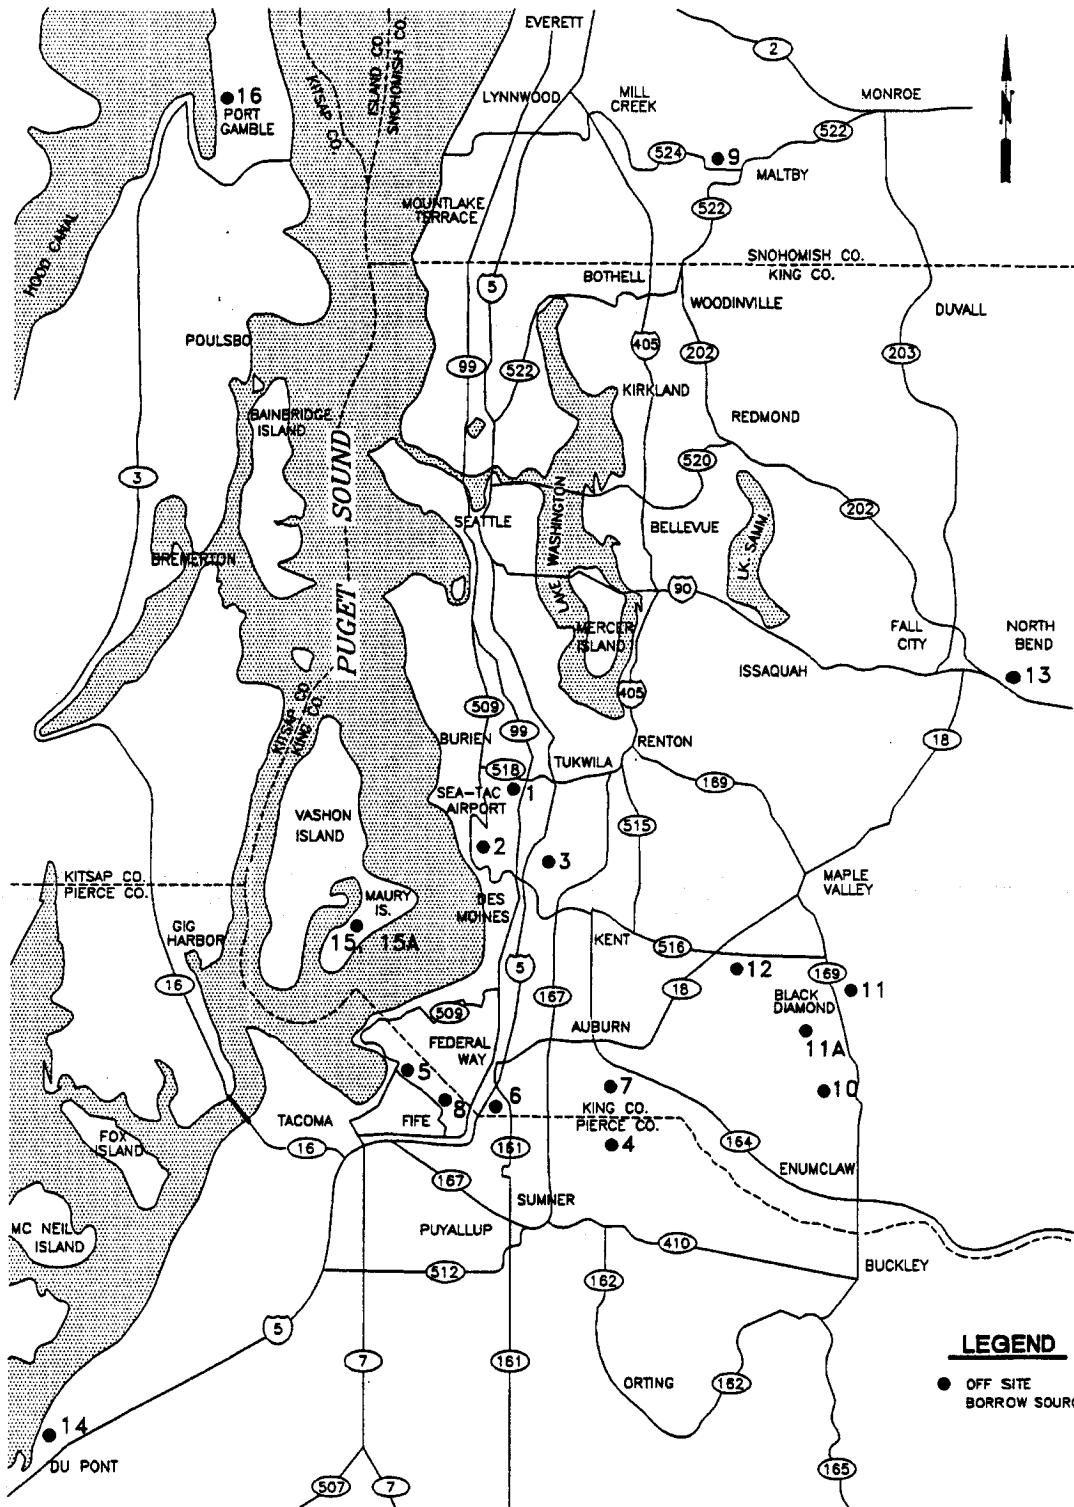 EVERETT
2
ISLAND CO.
SNOHOMISH CO.
KITSAP CO.
16
PORT
GAMBLE
LYNNWOOD
MILL
CREEK
MONROE
N
522
524
9
MALTBY
522
MOUNTLAKE
TERRACE
HOOD CANAL
SNOHOMISH CO.
KING CO.
BOTHELL
5
WOODINVILLE
DUVALL
POULSBO
405
202
203
99
522
KIRKLAND
BAINBRIDGE
ISLAND
REDMOND
PUGET SOUND
3
520
202
SEATTLE
LAKE WASHINGTON
BELLEVUE
LK. SAMM.
BREMERTON
90
MERCER
ISLAND
FALL
CITY
NORTH
BEND
ISSAQUAH
13
KITSAP CO.
KING CO.
405
509
99
BURIEN
RENTON
18
518
TUKWILA
169
SEA-TAC
AIRPORT
1
VASHON
ISLAND
515
2
3
KITSAP CO.
PIERCE CO.
MAPLE
VALLEY
MAURY
IS.
DES
MOINES
15, 15A
GIG
HARBOR
KENT
516
16
5
12
169
167
18
11
BLACK
DIAMOND
509
AUBURN
FEDERAL
WAY
11A
5
8
6
7
10
TACOMA
FIFE
KING CO.
PIERCE CO.
FOX
ISLAND
16
161
4
164
167
ENUMCLAW
SUMNER
MC NEIL
ISLAND
PUYALLUP
410
512
162
BUCKLEY
5
LEGEND
7
161
ORTING
162
OFF SITE
BORROW SOUR
14
DU PONT
507
7
165